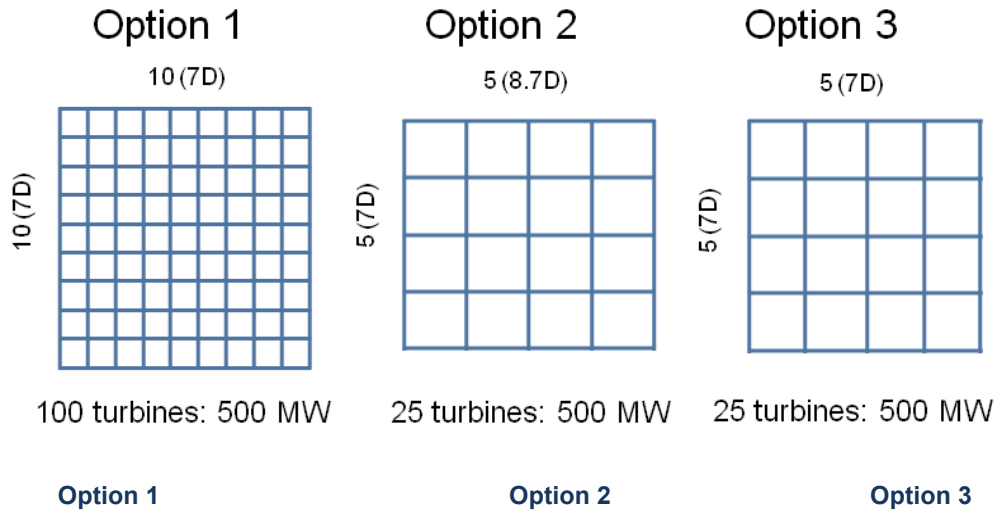 Option 1
Option 2
Option 3
10 (7D)
5 (8.7D)
5 (7D)
10 (7D)
5 (7D)
5 (7D)
100 turbines: 500 MW
25 turbines: 500 MW
25 turbines: 500 MW
Option 1
Option 2
Option 3